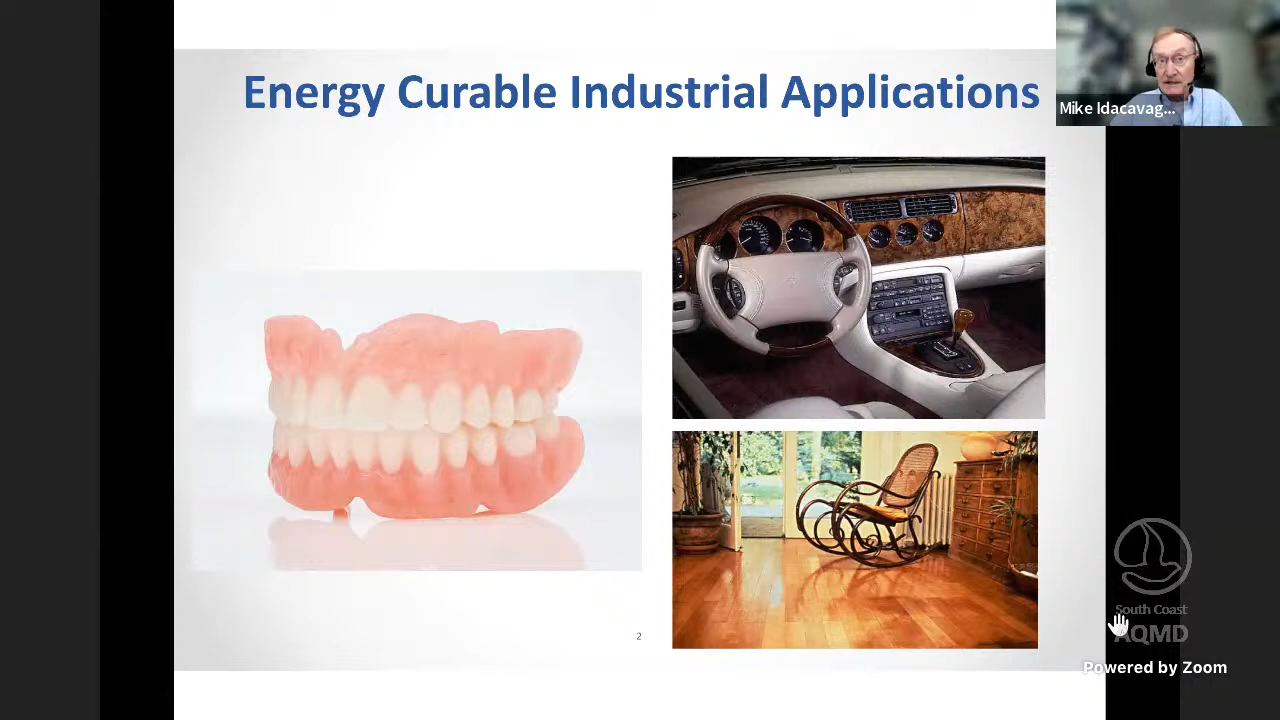 Energy Curable Industrial Applications
Mike Idacavag...
2
South Coast
AQMD
Powered by Zoom